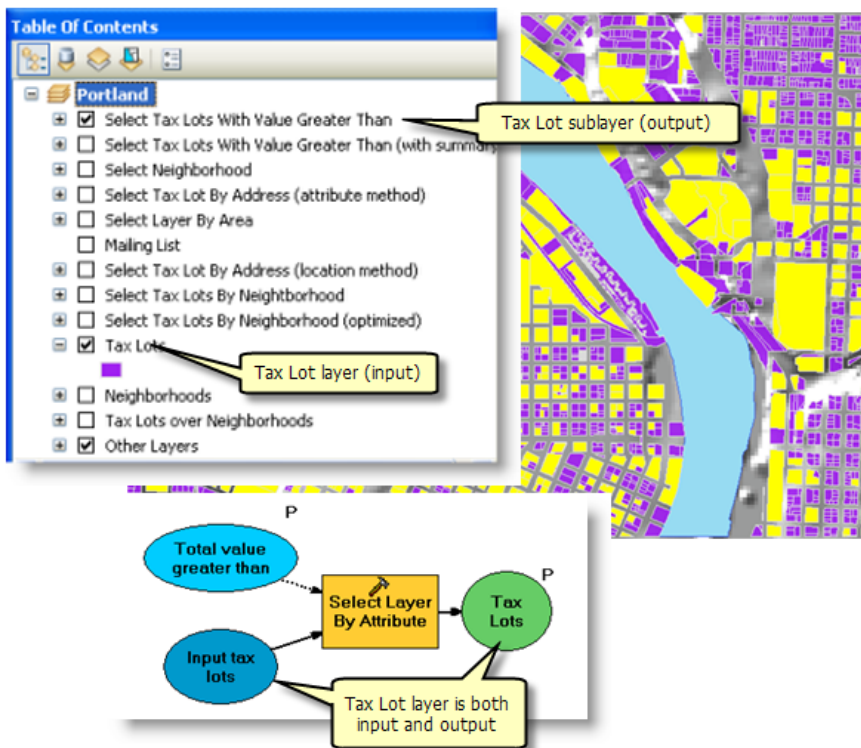 Table Of Contents
Portland
Select Tax Lots With Value Greater Than
Select Tax Lots With Value Greater Than (with summary
Select Neighborhood
Select Tax Lot By Address (attribute method)
Select Layer By Area
Mailing List
Select Tax Lot By Address (location method)
Select Tax Lots By Neightborhood
Select Tax Lots By Neighborhood (optimized)
Tax Lots
Neighborhoods
Tax Lots over Neighborhoods
Other Layers
Tax Lot sublayer (output)
Tax Lot layer (input)
P
Total value
greater than
Select Layer
By Attribute
P
Tax
Lots
Input tax
lots
Tax Lot layer is both
input and output